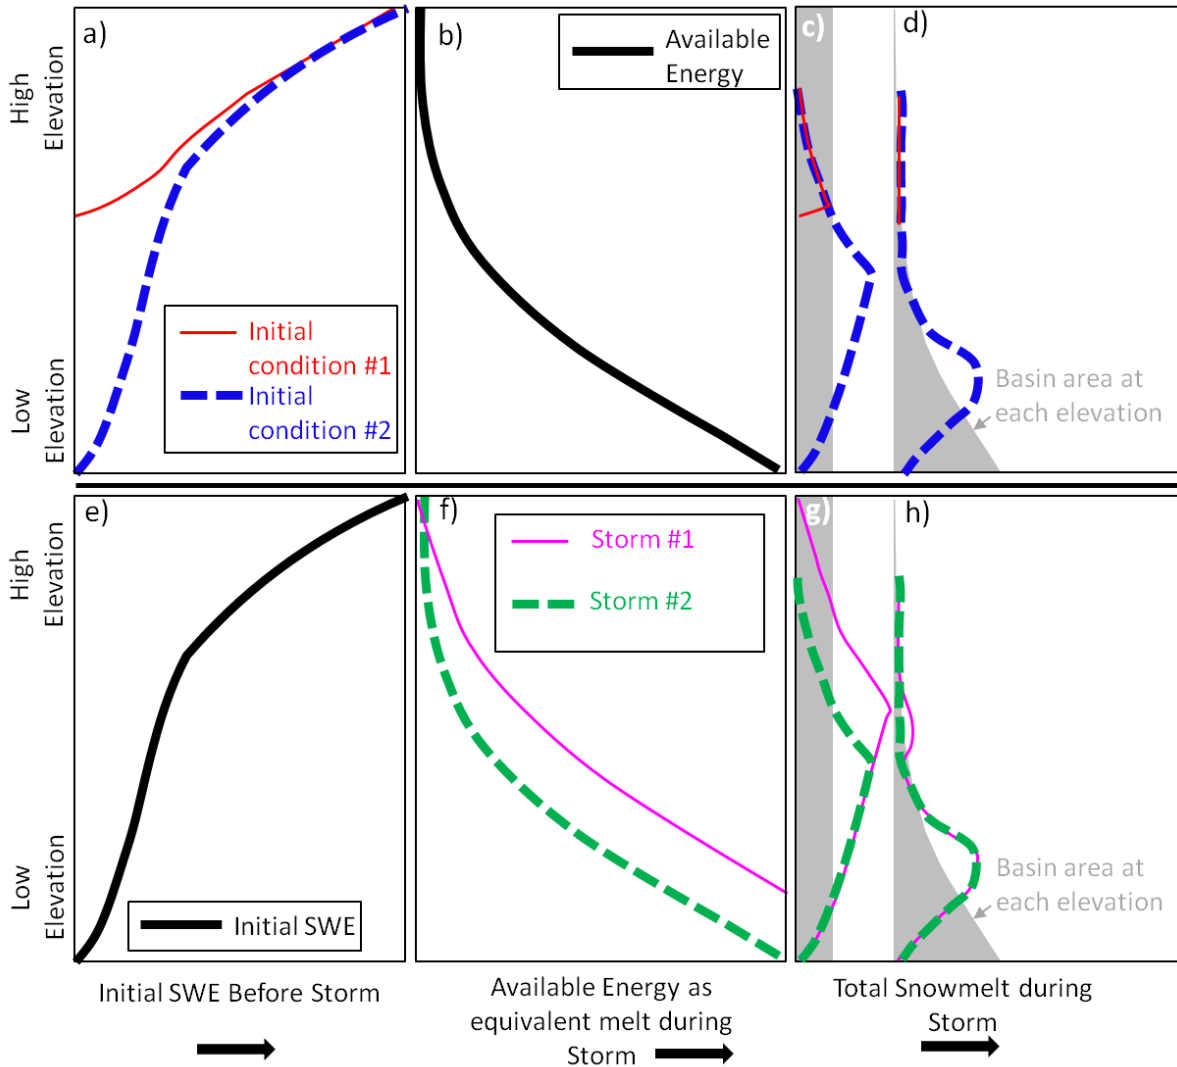 a)
b)
c)
d)
High
Elevation
Low
Elevation
Initial
condition #1
Initial
condition #2
Available
Energy
Basin area at
each elevation
e)
f)
g)
h)
High
Elevation
Low
Elevation
Initial SWE
Storm #1
Storm #2
Basin area at
each elevation
Initial SWE Before Storm
Available Energy as
equivalent melt during
Storm
Total Snowmelt during
Storm